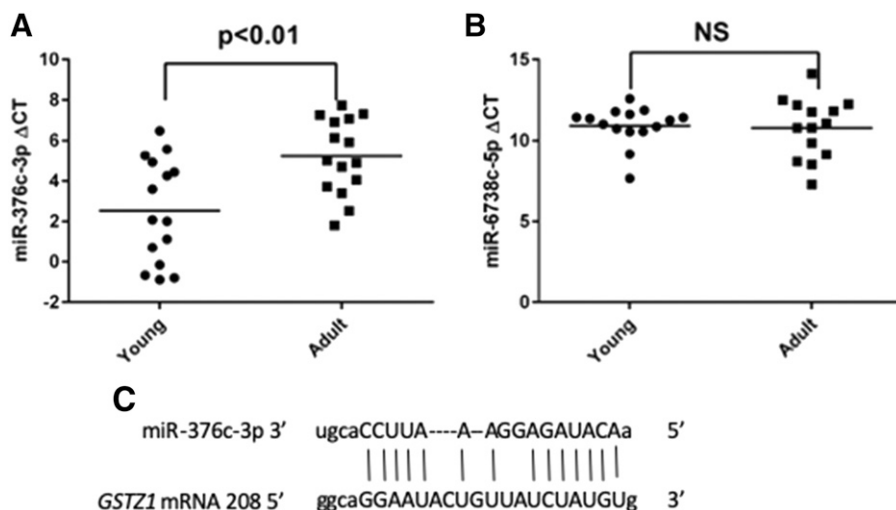 A
p<0.01
miR-376c-3p ΔCT
10
8
6
4
2
0
-2
Young
Adult
B
NS
miR-6738c-5p ΔCT
15
10
5
0
Young
Adult
C
miR-376c-3p 3’ ugcaCCUUA----A–AGGAGAUACAa 5’
GSTZ1 mRNA 208 5’ ggcaGGAAUACUGUUAUCUAUGUg 3’